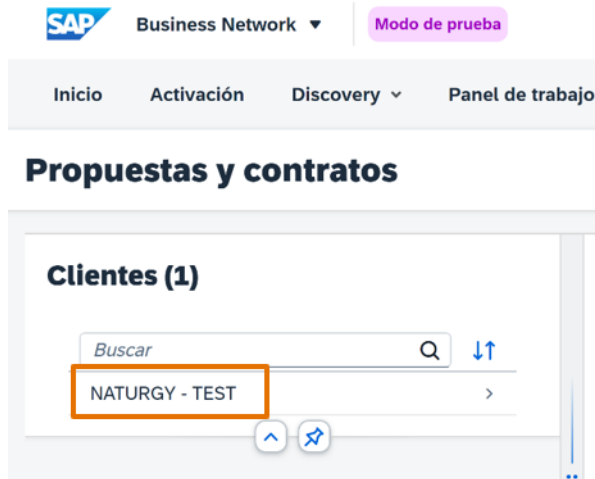 SAP Business Network Modo de prueba
Inicio Activación Discovery Panel de trabajo
Propuestas y contratos
Clientes (1)
Buscar
NATURGY - TEST